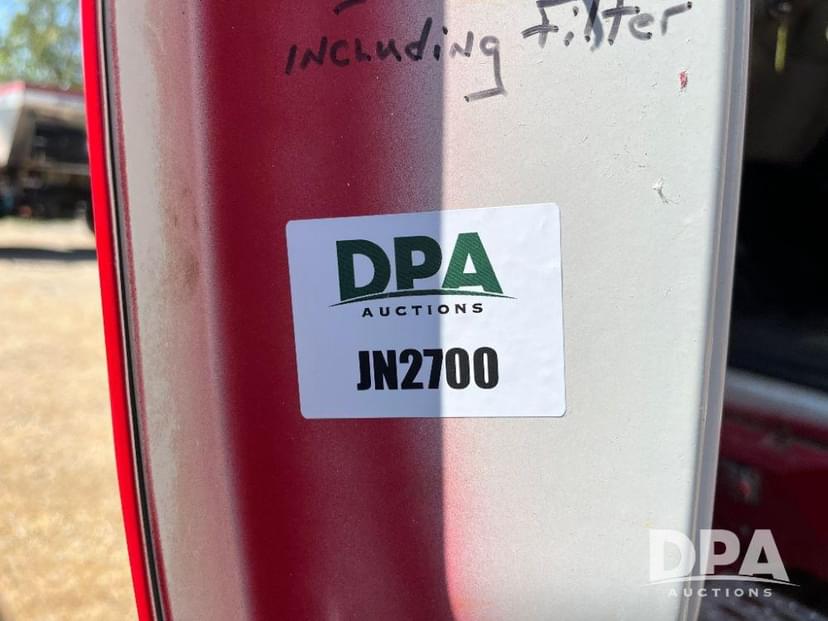 INCLUDING Filter
DPA
AUCTIONS
JN2700
DPA
AUCTIONS